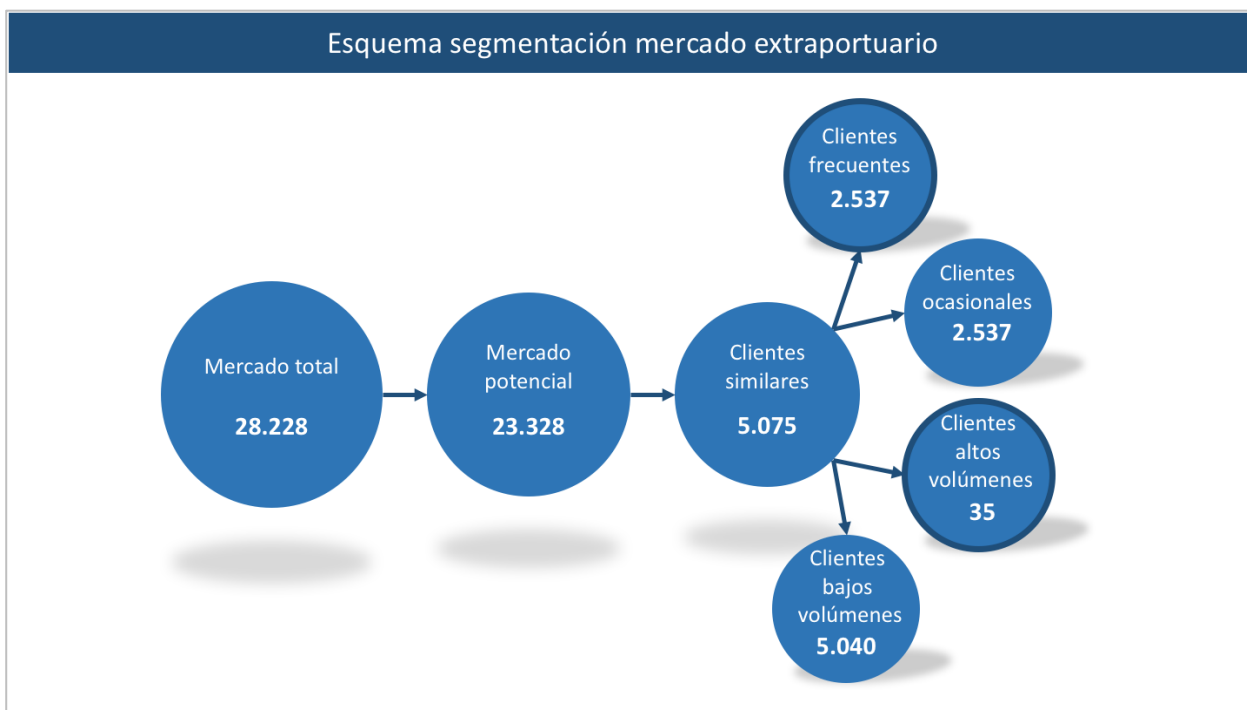 Esquema segmentación mercado extraportuario
Clientes
frecuentes
2.537
Clientes
ocasionales
2.537
Mercado total
28.228
Mercado
potencial
23.328
Clientes
similares
5.075
Clientes
altos
volúmenes
35
Clientes
bajos
volúmenes
5.040